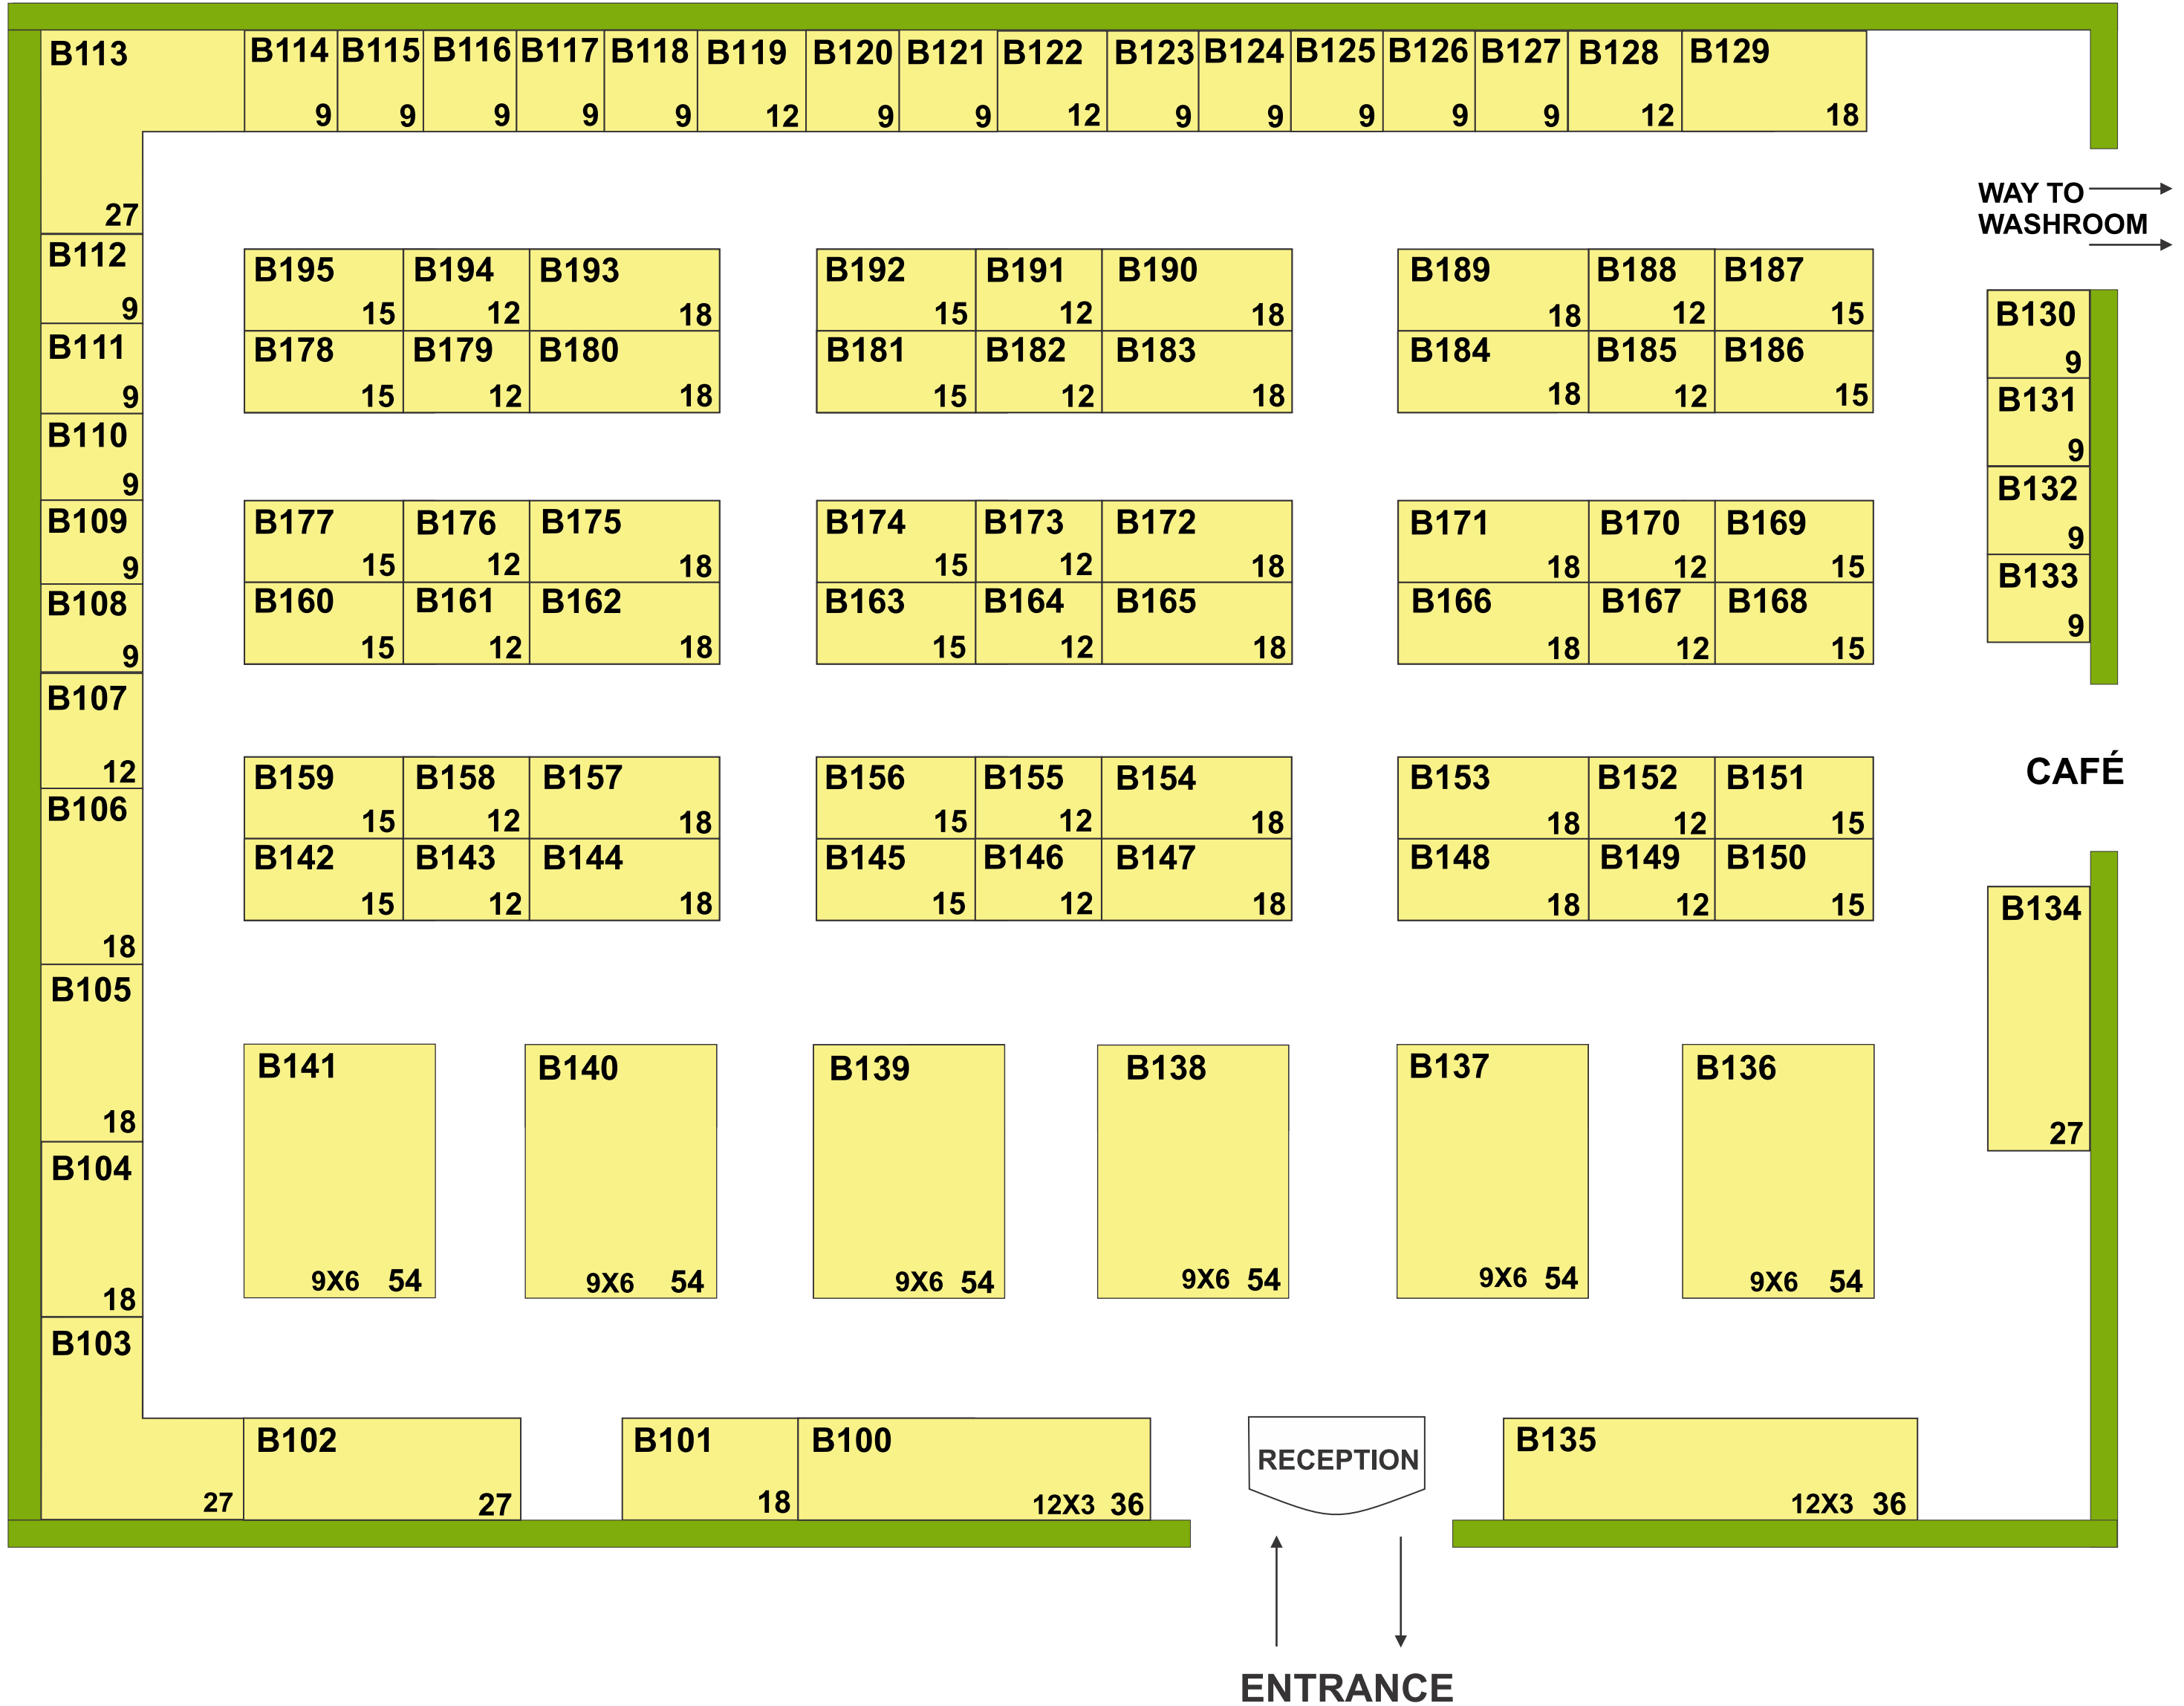 B113
27
B114
9
B115
9
B116
9
B117
9
B118
9
B119
12
B120
9
B121
9
B122
12
B123
9
B124
9
B125
9
B126
9
B127
9
B128
12
B129
18
WAY TO
WASHROOM
B112
9
B111
9
B110
9
B109
9
B108
9
B107
12
B106
18
B105
18
B104
18
B103
27
B195
15
B194
12
B193
18
B178
15
B179
12
B180
18
B192
15
B191
12
B190
18
B181
15
B182
12
B183
18
B189
18
B188
12
B187
15
B184
18
B185
12
B186
15
B130
9
B131
9
B132
9
B133
9
B177
15
B176
12
B175
18
B160
15
B161
12
B162
18
B174
15
B173
12
B172
18
B163
15
B164
12
B165
18
B171
18
B170
12
B169
15
B166
18
B167
12
B168
15
CAFÉ
B159
15
B158
12
B157
18
B142
15
B143
12
B144
18
B156
15
B155
12
B154
18
B145
15
B146
12
B147
18
B153
18
B152
12
B151
15
B148
18
B149
12
B150
15
B134
27
B141
9X6 54
B140
9X6 54
B139
9X6 54
B138
9X6 54
B137
9X6 54
B136
9X6 54
B102
27
B101
18
B100
12X3 36
RECEPTION
B135
12X3 36
ENTRANCE